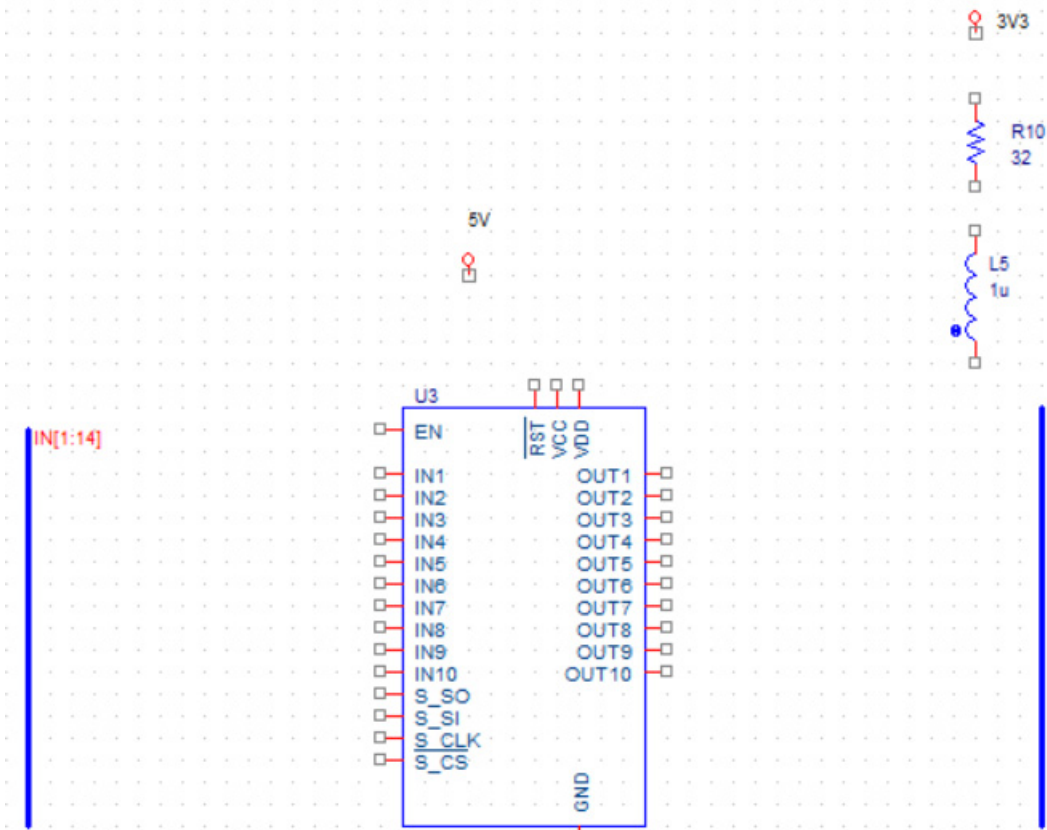 3V3
R10
32
5V
L5
1u
U3
IN[1:14]
EN
RST
VCC
VDD
IN1
OUT1
IN2
OUT2
IN3
OUT3
IN4
OUT4
IN5
OUT5
IN6
OUT6
IN7
OUT7
IN8
OUT8
IN9
OUT9
IN10
OUT10
S_SO
S_SI
S_CLK
S_CS
GND